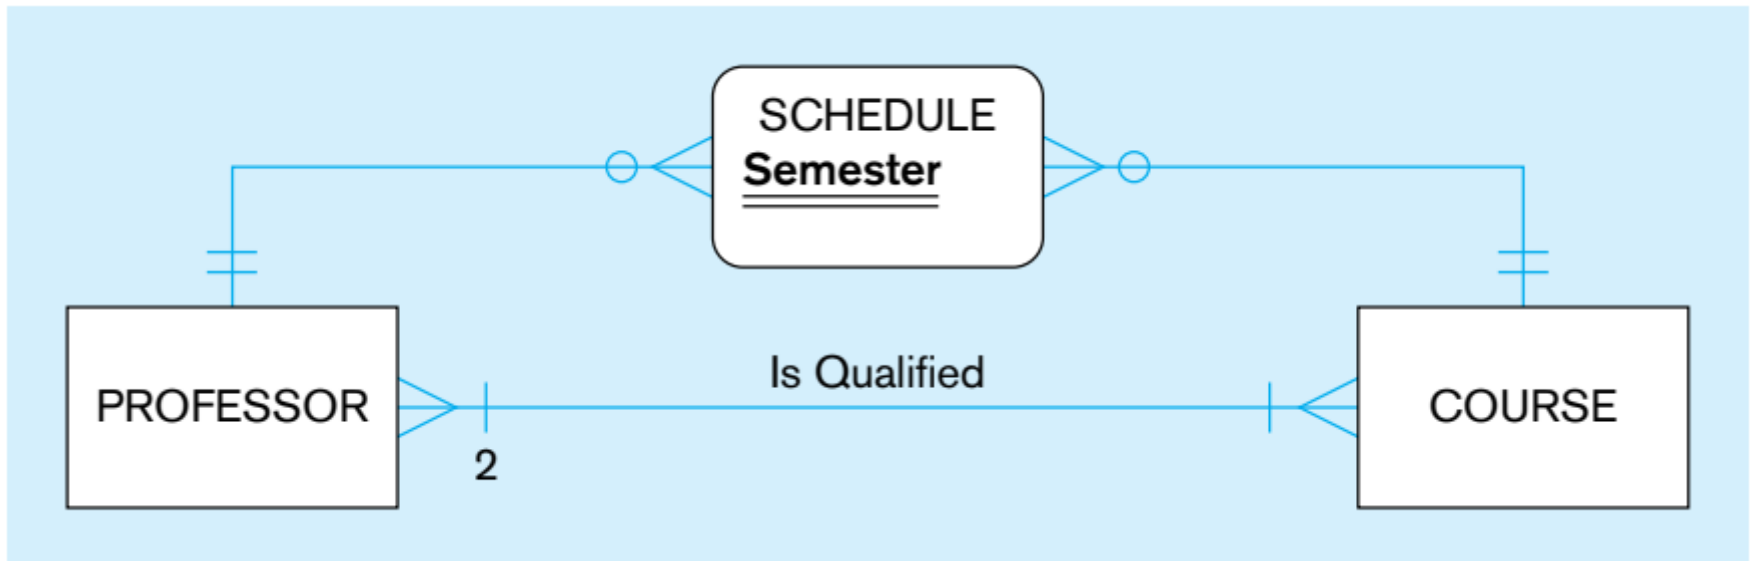 SCHEDULE
Semester
Is Qualified
PROFESSOR
COURSE
2